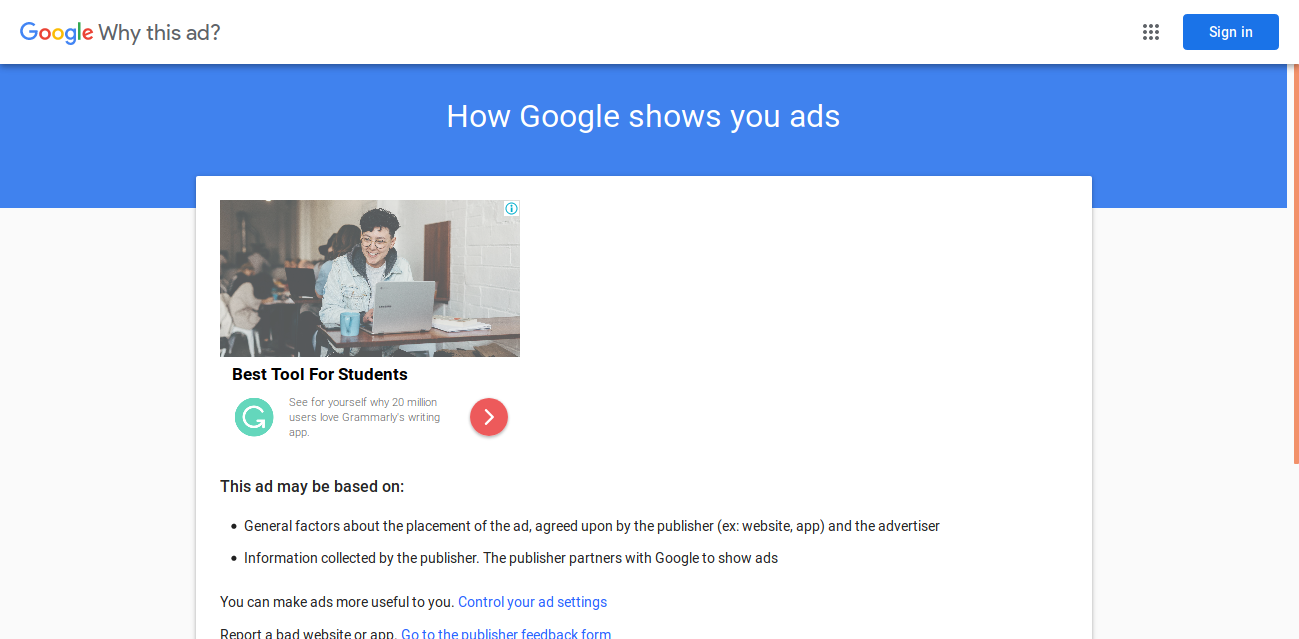 Google Why this ad?
Sign in
How Google shows you ads
Best Tool For Students
See for yourself why 20 million
users love Grammarly's writing
app.
This ad may be based on:
General factors about the placement of the ad, agreed upon by the publisher (ex: website, app) and the advertiser
Information collected by the publisher. The publisher partners with Google to show ads
You can make ads more useful to you. Control your ad settings
Report a bad website or app. Go to the publisher feedback form